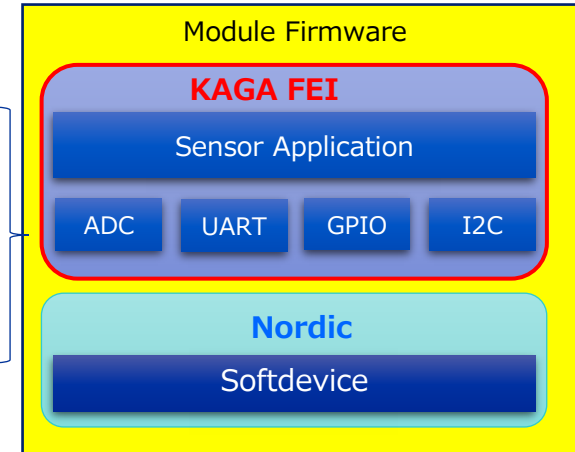 Module Firmware
KAGA FEI
Sensor Application
ADC UART GPIO I2C
Nordic
Softdevice